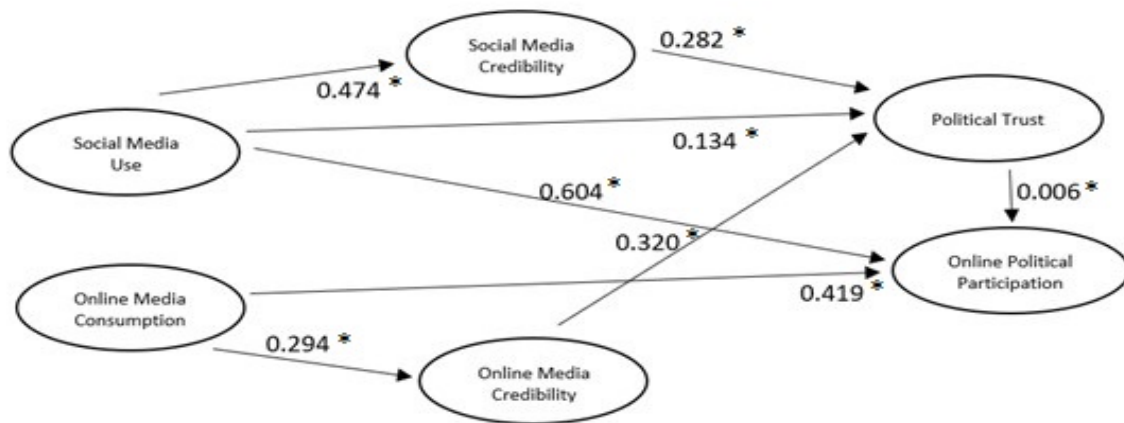 Social Media
Credibility
0.282 *
0.474 *
Political Trust
Social Media
Use
0.134 *
0.604 *
0.006 *
0.320 *
Online Political
Participation
Online Media
Consumption
0.419 *
0.294 *
Online Media
Credibility